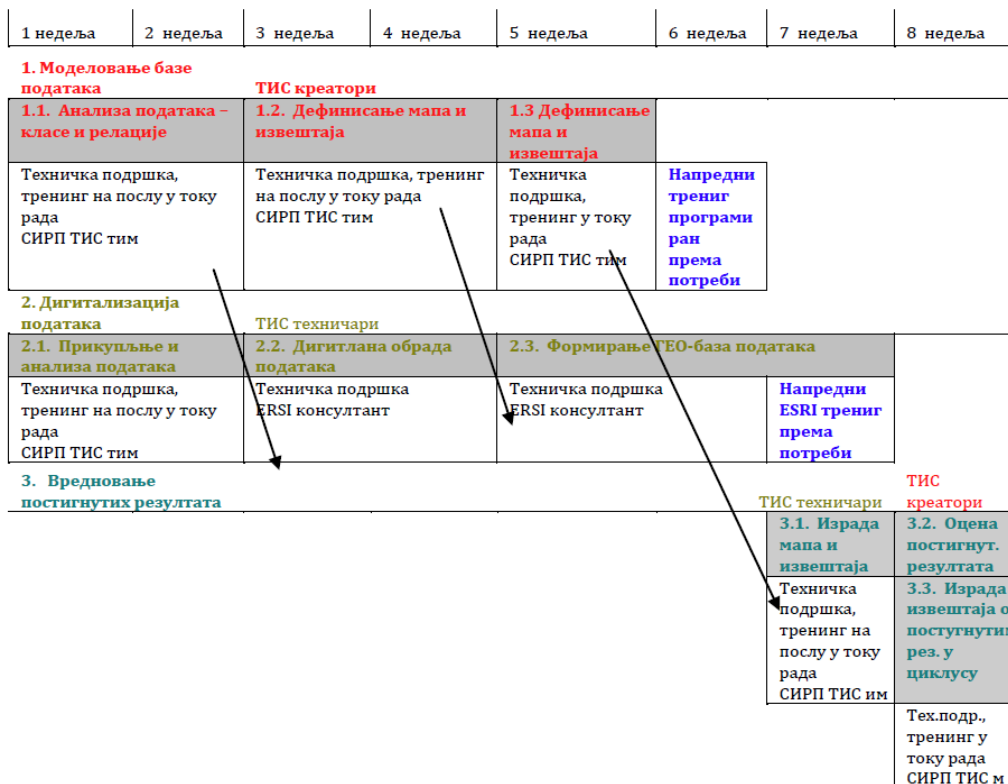 1 недеља 2 недеља 3 недеља 4 недеља 5 недеља 6 недеља 7 недеља 8 недеља
1. Моделовање базе
података ТИС креатори
1.1. Анализа података –
класе и релације
1.2. Дефинисање мапа и
извештаја
1.3 Дефинисање
мапа и
извештаја
Техничка подршка,
тренинг на послу у току
рада
СИРП ТИС тим
Техничка подршка, тренинг
на послу у току рада
СИРП ТИС тим
Техничка
подршка,
тренинг у току
рада
СИРП ТИС тим
Напредни
трениг
програми
ран
према
потреби
2. Дигитализација
података ТИС техничари
2.1. Прикупље и
анализа података
2.2. Дигитлана обрада
података
2.3. Формирање ГЕО-база података
Техничка подршка,
тренинг на послу у току
рада
СИРП ТИС тим
Техничка подршка
ERSI консултант
Техничка подршка
ERSI консултант
Напредни
ESRI трениг
према
потреби
3. Вредновање
постигнутих резултата
ТИС техничари
ТИС
креатори
3.1. Израда
мапа и
извештаја
3.2. Оцена
постигнут.
резултата
Техничка
подршка,
тренинг на
послу у току
рада
СИРП ТИС им
3.3. Израда
извештаја о
постугнутим
рез. у
циклусу
Тех.подр.,
тренинг у
току рада
СИРП ТИС м